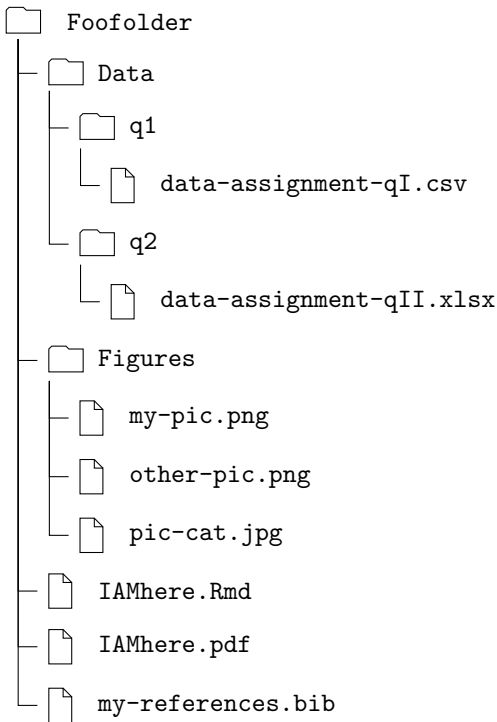 Foofolder
Data
q1
data-assignment-qI.csv
q2
data-assignment-qII.xlsx
Figures
my-pic.png
other-pic.png
pic-cat.jpg
IAMhere.Rmd
IAMhere.pdf
my-references.bib